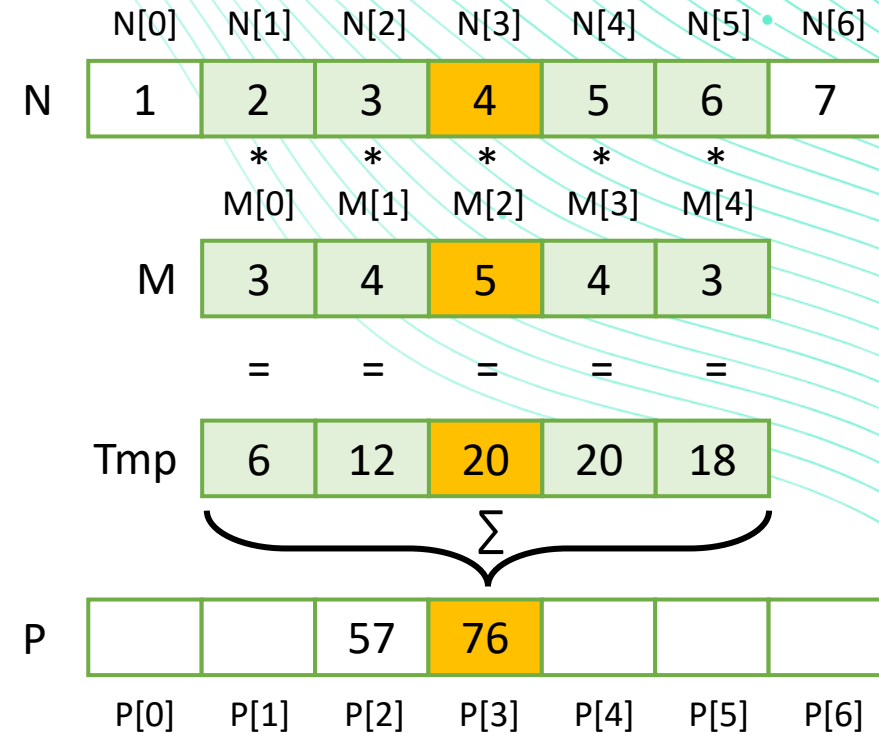 N[0] N[1] N[2] N[3] N[4] N[5] N[6]
N 1 2 3 4 5 6 7
* * * * *
M[0] M[1] M[2] M[3] M[4]
M 3 4 5 4 3
= = = = =
Tmp 6 12 20 20 18
∑
P 57 76
P[0] P[1] P[2] P[3] P[4] P[5] P[6]